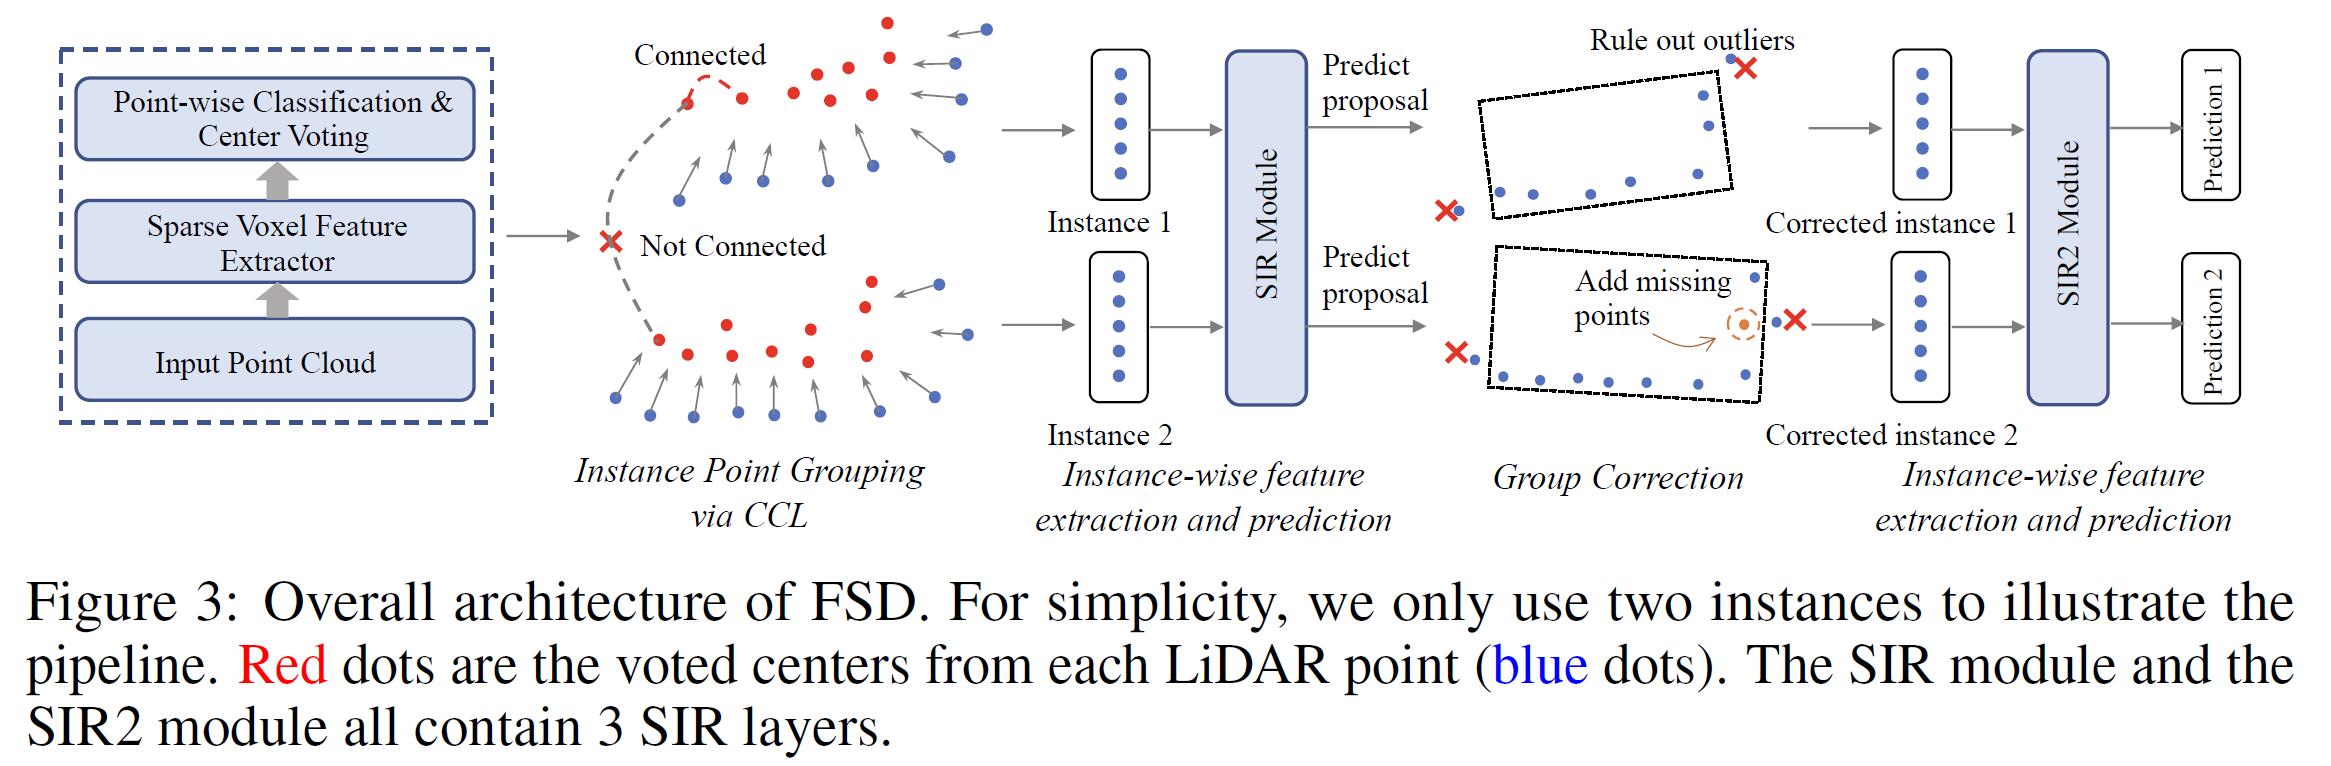 Point-wise Classification &
Center Voting
Sparse Voxel Feature
Extractor
Input Point Cloud
Connected
Not Connected
Instance Point Grouping
via CCL
Instance 1
Instance 2
SIR Module
Predict
proposal
Predict
proposal
Instance-wise feature
extraction and prediction
Rule out outliers
Add missing
points
Group Correction
Corrected instance 1
Corrected instance 2
SIR2 Module
Prediction 1
Prediction 2
Instance-wise feature
extraction and prediction
Figure 3: Overall architecture of FSD. For simplicity, we only use two instances to illustrate the
pipeline. Red dots are the voted centers from each LiDAR point (blue dots). The SIR module and the
SIR2 module all contain 3 SIR layers.